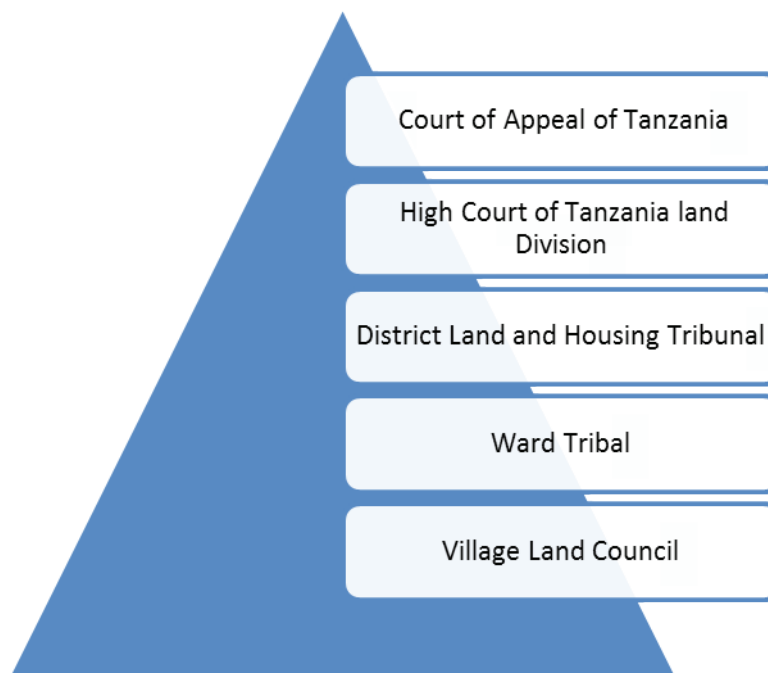 Court of Appeal of Tanzania
High Court of Tanzania land
Division
District Land and Housing Tribunal
Ward Tribal
Village Land Council